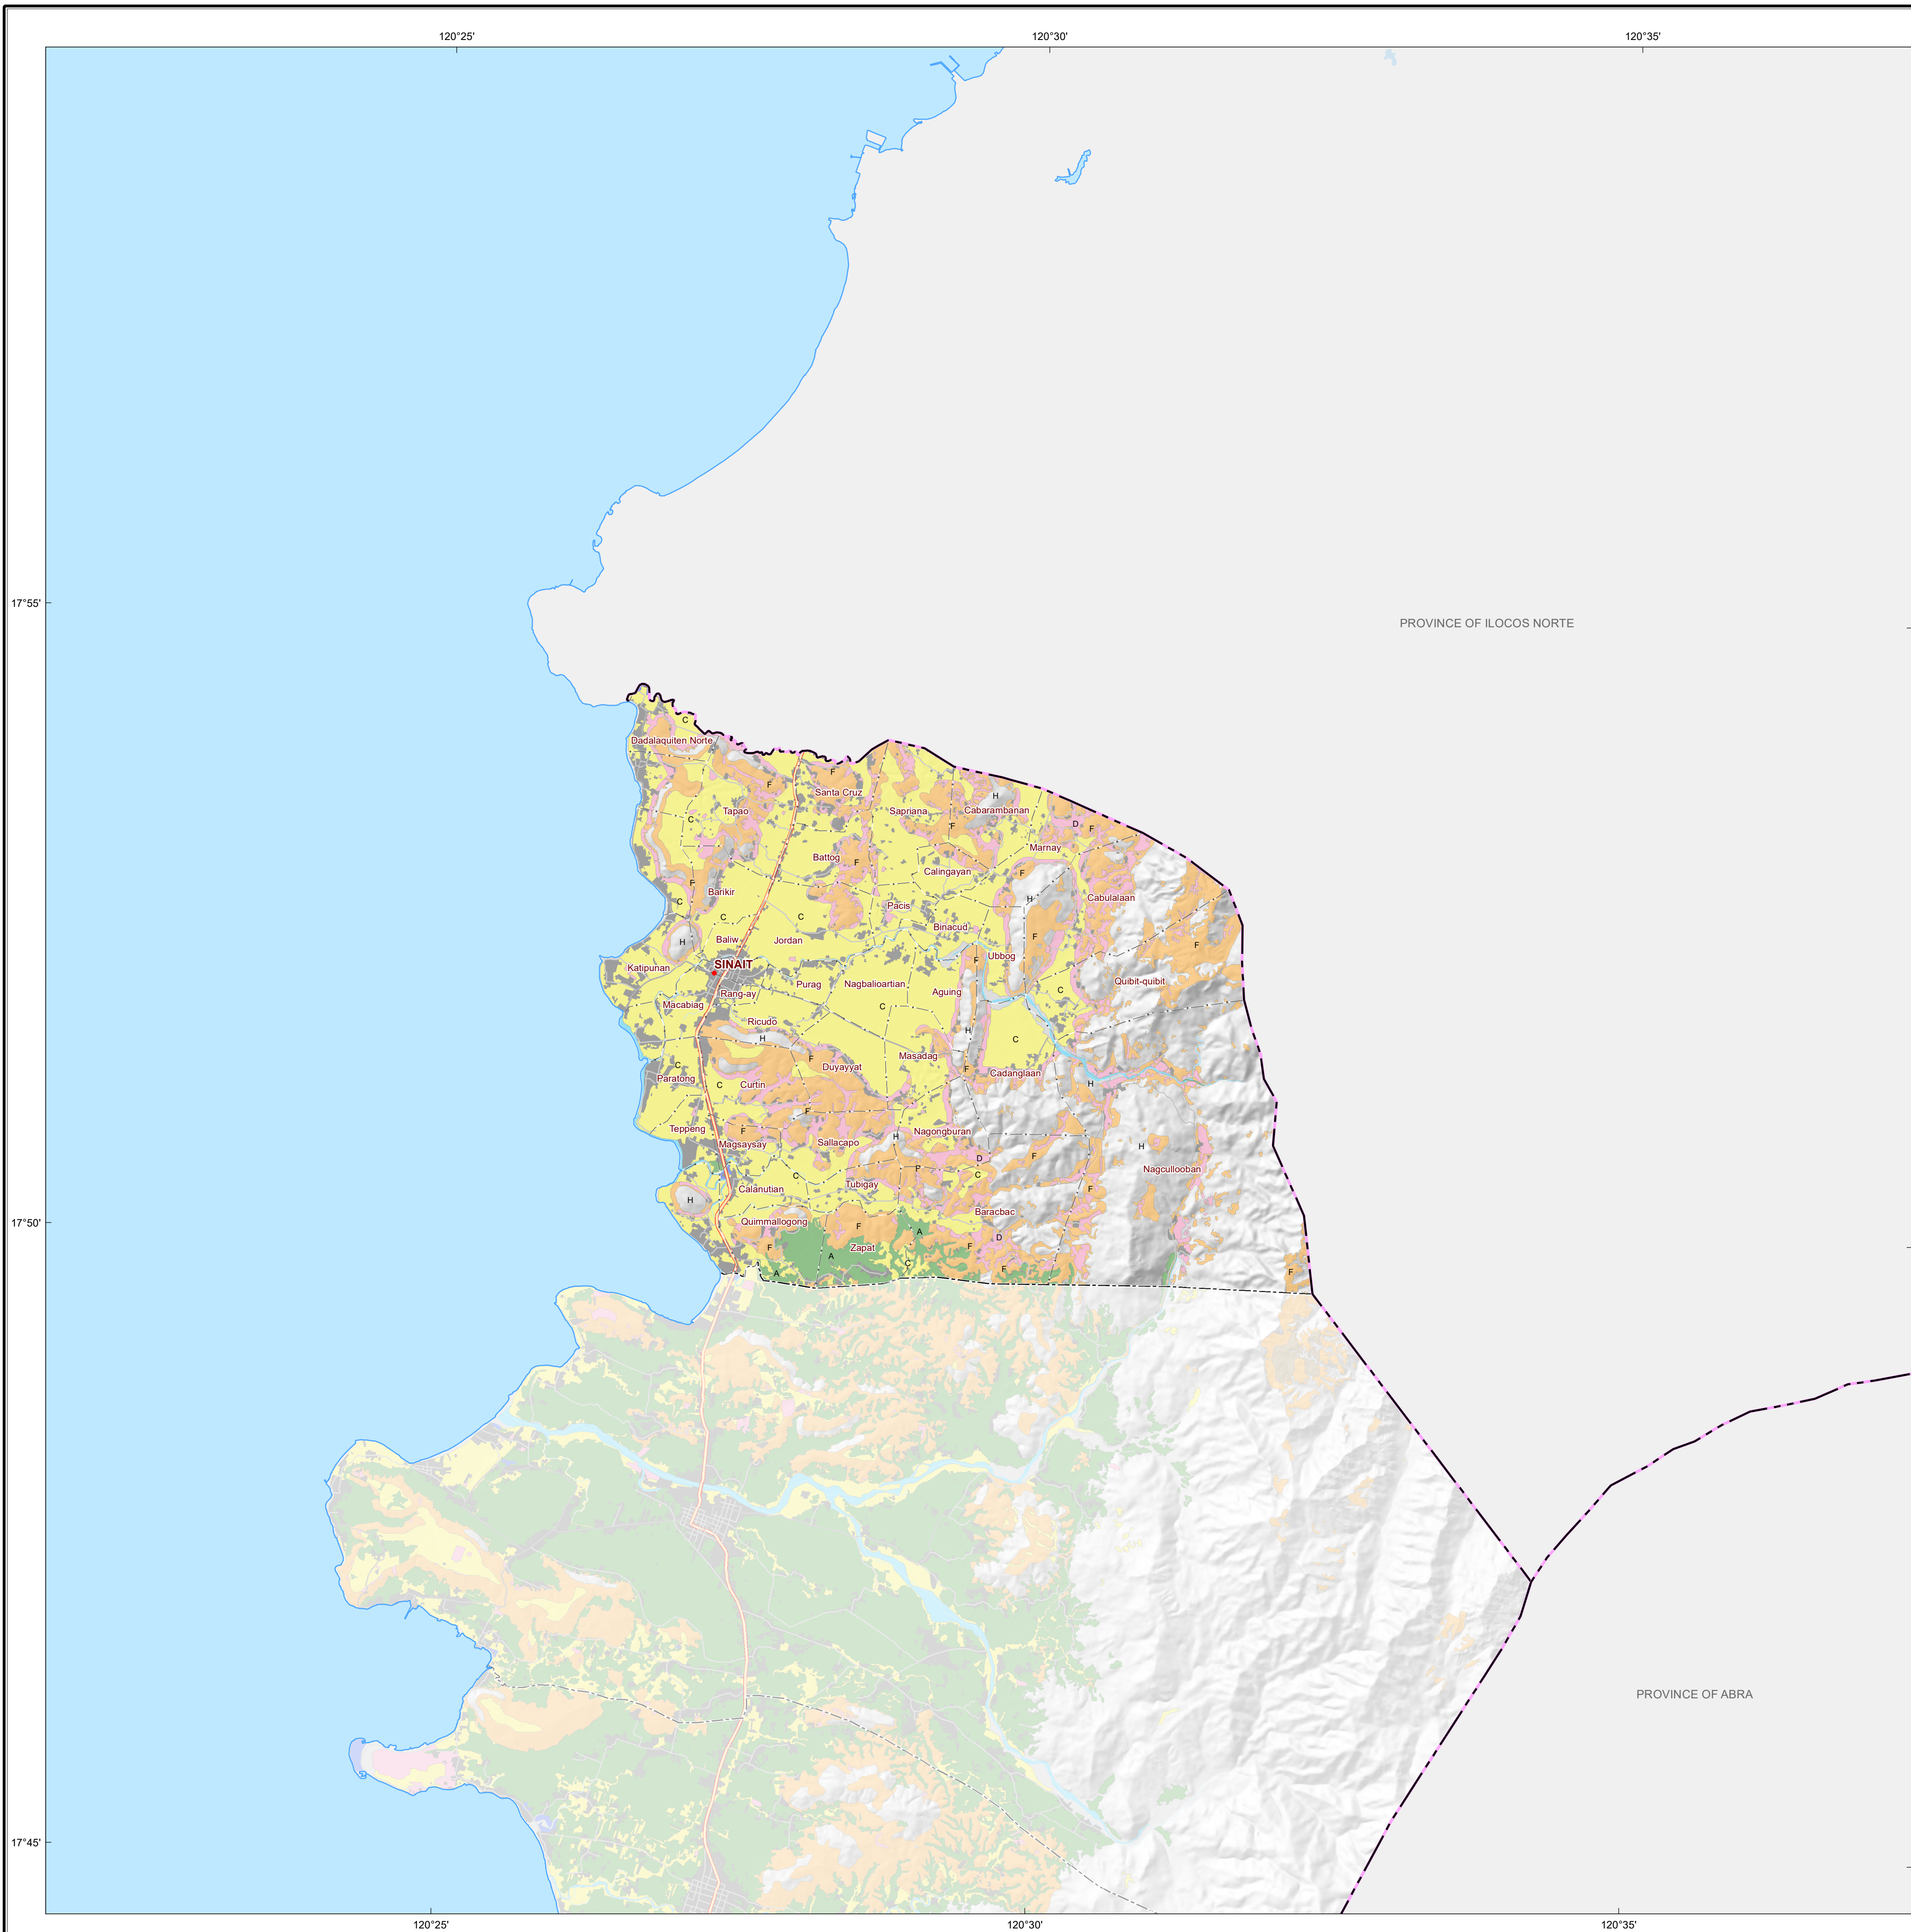 120°25' 120°30' 120°35'
17°55'
PROVINCE OF ILOCOS NORTE
C
Dadalaquiten Norte
F
F
Santa Cruz
H
Tapao
Sapriana
Cabarambanan
C
F
D
F
Marnay
Battog
F
Calingayan
F
F
Barikir
H
Cabulalaan
C
Pacis
C
C
Binacud
F
Baliw
Jordan
H
F
Ubbog
F
SINAIT
Katipunan
Quibit-quibit
Purag
Nagbalioartian
Rang-ay
Aguing
C
Macabiag
C
Ricudo
H
H
C
Masadag
F
Duyayyat
C
F
Cadanglaan
Paratong
C
Curtin
H
F
Teppeng
F
Nagongburan
Magsaysay
Sallacapo
H
H
D
F
F
Nagcullooban
C
C
Tubigay
Calanutian
F
H
Baracbac
Quimmallogong
F
A
D
Zapat
F
F
A
C
F
A
F
17°50'
PROVINCE OF ABRA
17°45'
120°25' 120°30' 120°35'